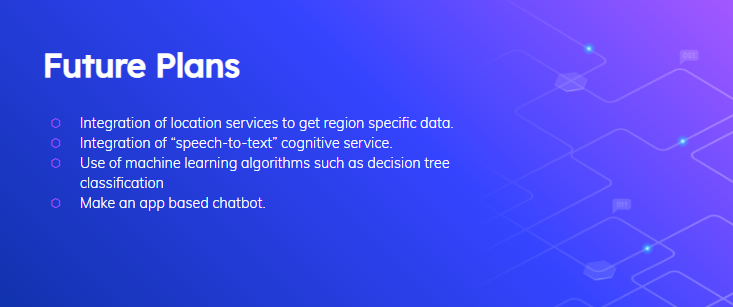 Future Plans
Integration of location services to get region specific data.
Integration of “speech-to-text” cognitive service.
Use of machine learning algorithms such as decision tree
classification
Make an app based chatbot.